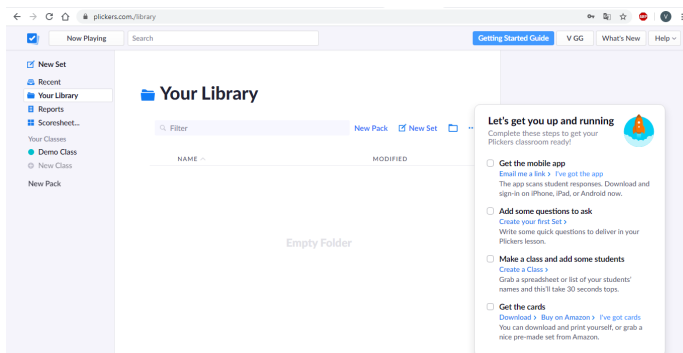 plickers.com/library
V
Now Playing
Search
Getting Started Guide
V GG
What's New
Help
New Set
Recent
Your Library
Reports
Scoresheet...
Your Classes
Demo Class
New Class
New Pack
Your Library
Filter
New Pack
New Set
NAME
MODIFIED
Empty Folder
Let's get you up and running
Complete these steps to get your
Plickers classroom ready!
Get the mobile app
Email me a link > I've got the app
The app scans student responses. Download and
sign-in on iPhone, iPad, or Android now.
Add some questions to ask
Create your first Set >
Write some quick questions to deliver in your
Plickers lesson.
Make a class and add some students
Create a Class >
Grab a spreadsheet or list of your students'
names and this'll take 30 seconds tops.
Get the cards
Download > Buy on Amazon > I've got cards
You can download and print yourself, or grab a
nice pre-made set from Amazon.